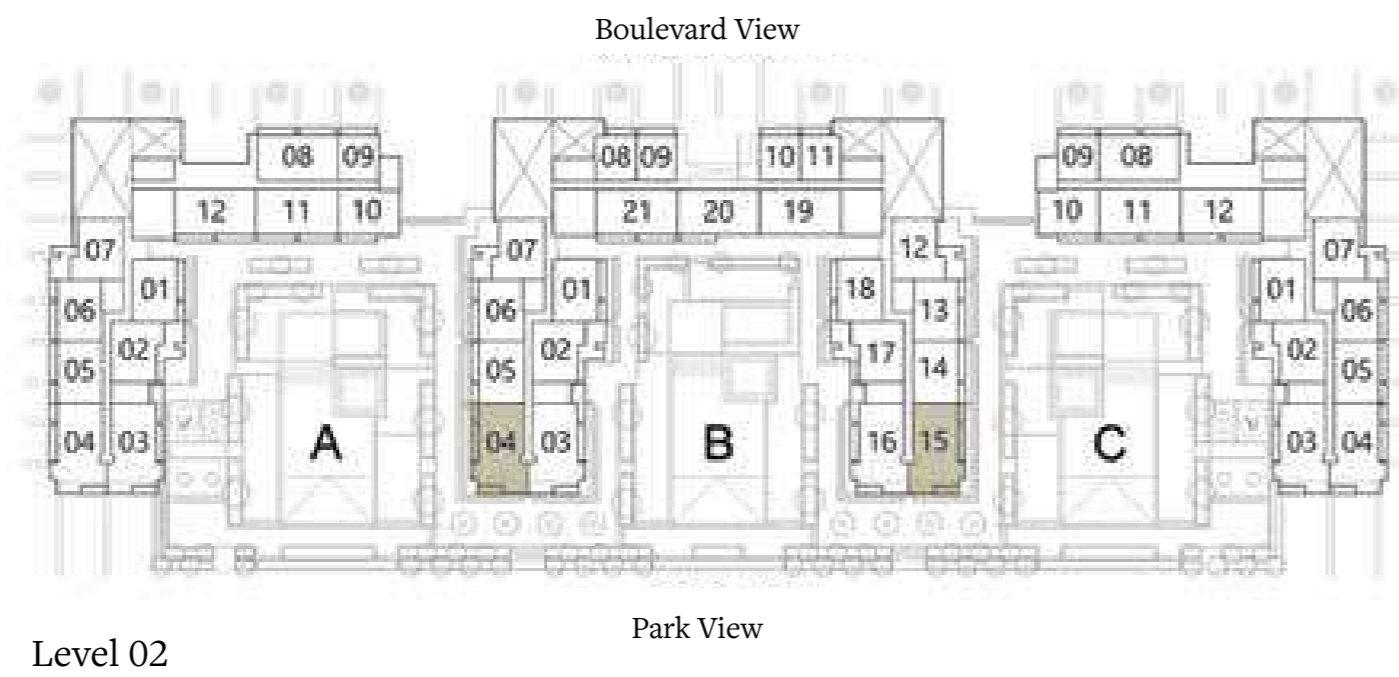 Boulevard View
08 09 08 09 10 11 09 08
12 11 10 21 20 19 10 11 12
07 07 12 07
01 01 18 01
06 06 13 06
02 02 17 02
05 05 14 05
04 03 A 04 03 B 16 15 C 03 04
Park View
Level 02